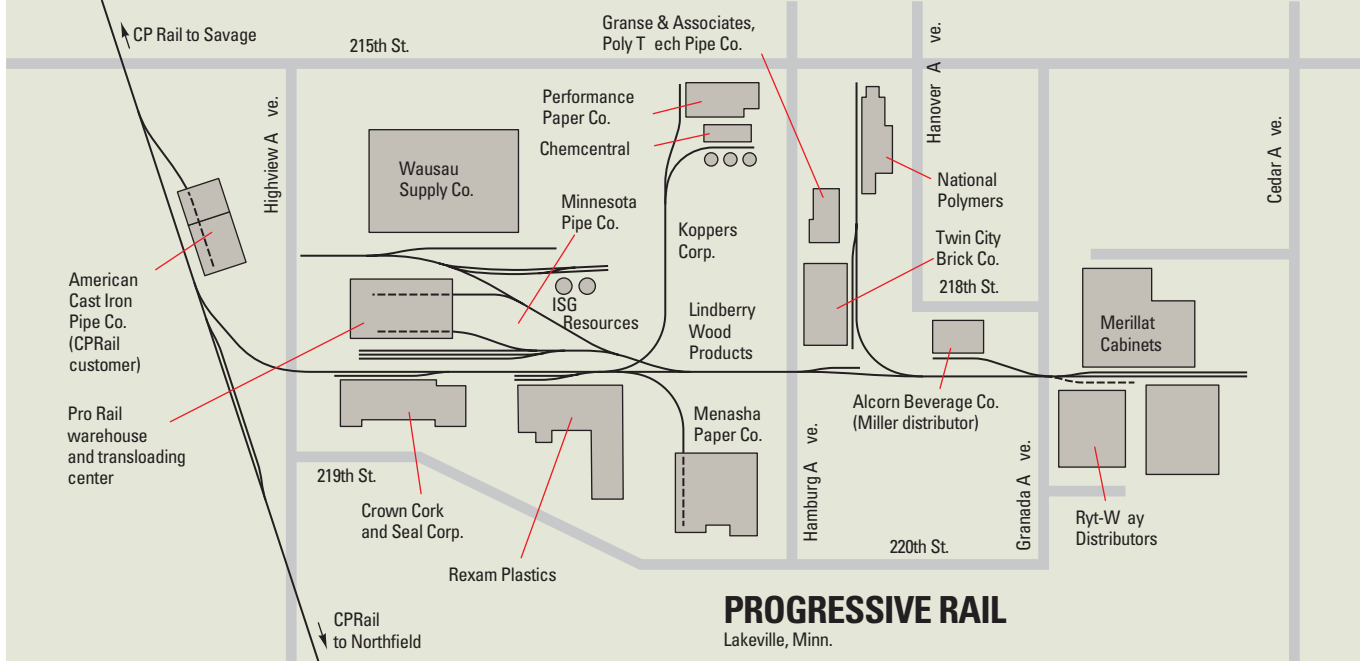 CP Rail to Savage
215th St.
Granse & Associates,
Poly T ech Pipe Co.
Hanover A ve.
Highview A ve.
Cedar A ve.
Performance
Paper Co.
Chemcentral
Wausau
Supply Co.
National
Polymers
Minnesota
Pipe Co.
Koppers
Corp.
Twin City
Brick Co.
218th St.
American
Cast Iron
Pipe Co.
(CPRail
customer)
ISG
Resources
Lindberry
Wood
Products
Merillat
Cabinets
Pro Rail
warehouse
and transloading
center
Menasha
Paper Co.
Alcorn Beverage Co.
(Miller distributor)
219th St.
Hamburg A ve.
Granada A ve.
Crown Cork
and Seal Corp.
Ryt-W ay
Distributors
220th St.
Rexam Plastics
PROGRESSIVE RAIL
Lakeville, Minn.
CPRail
to Northfield